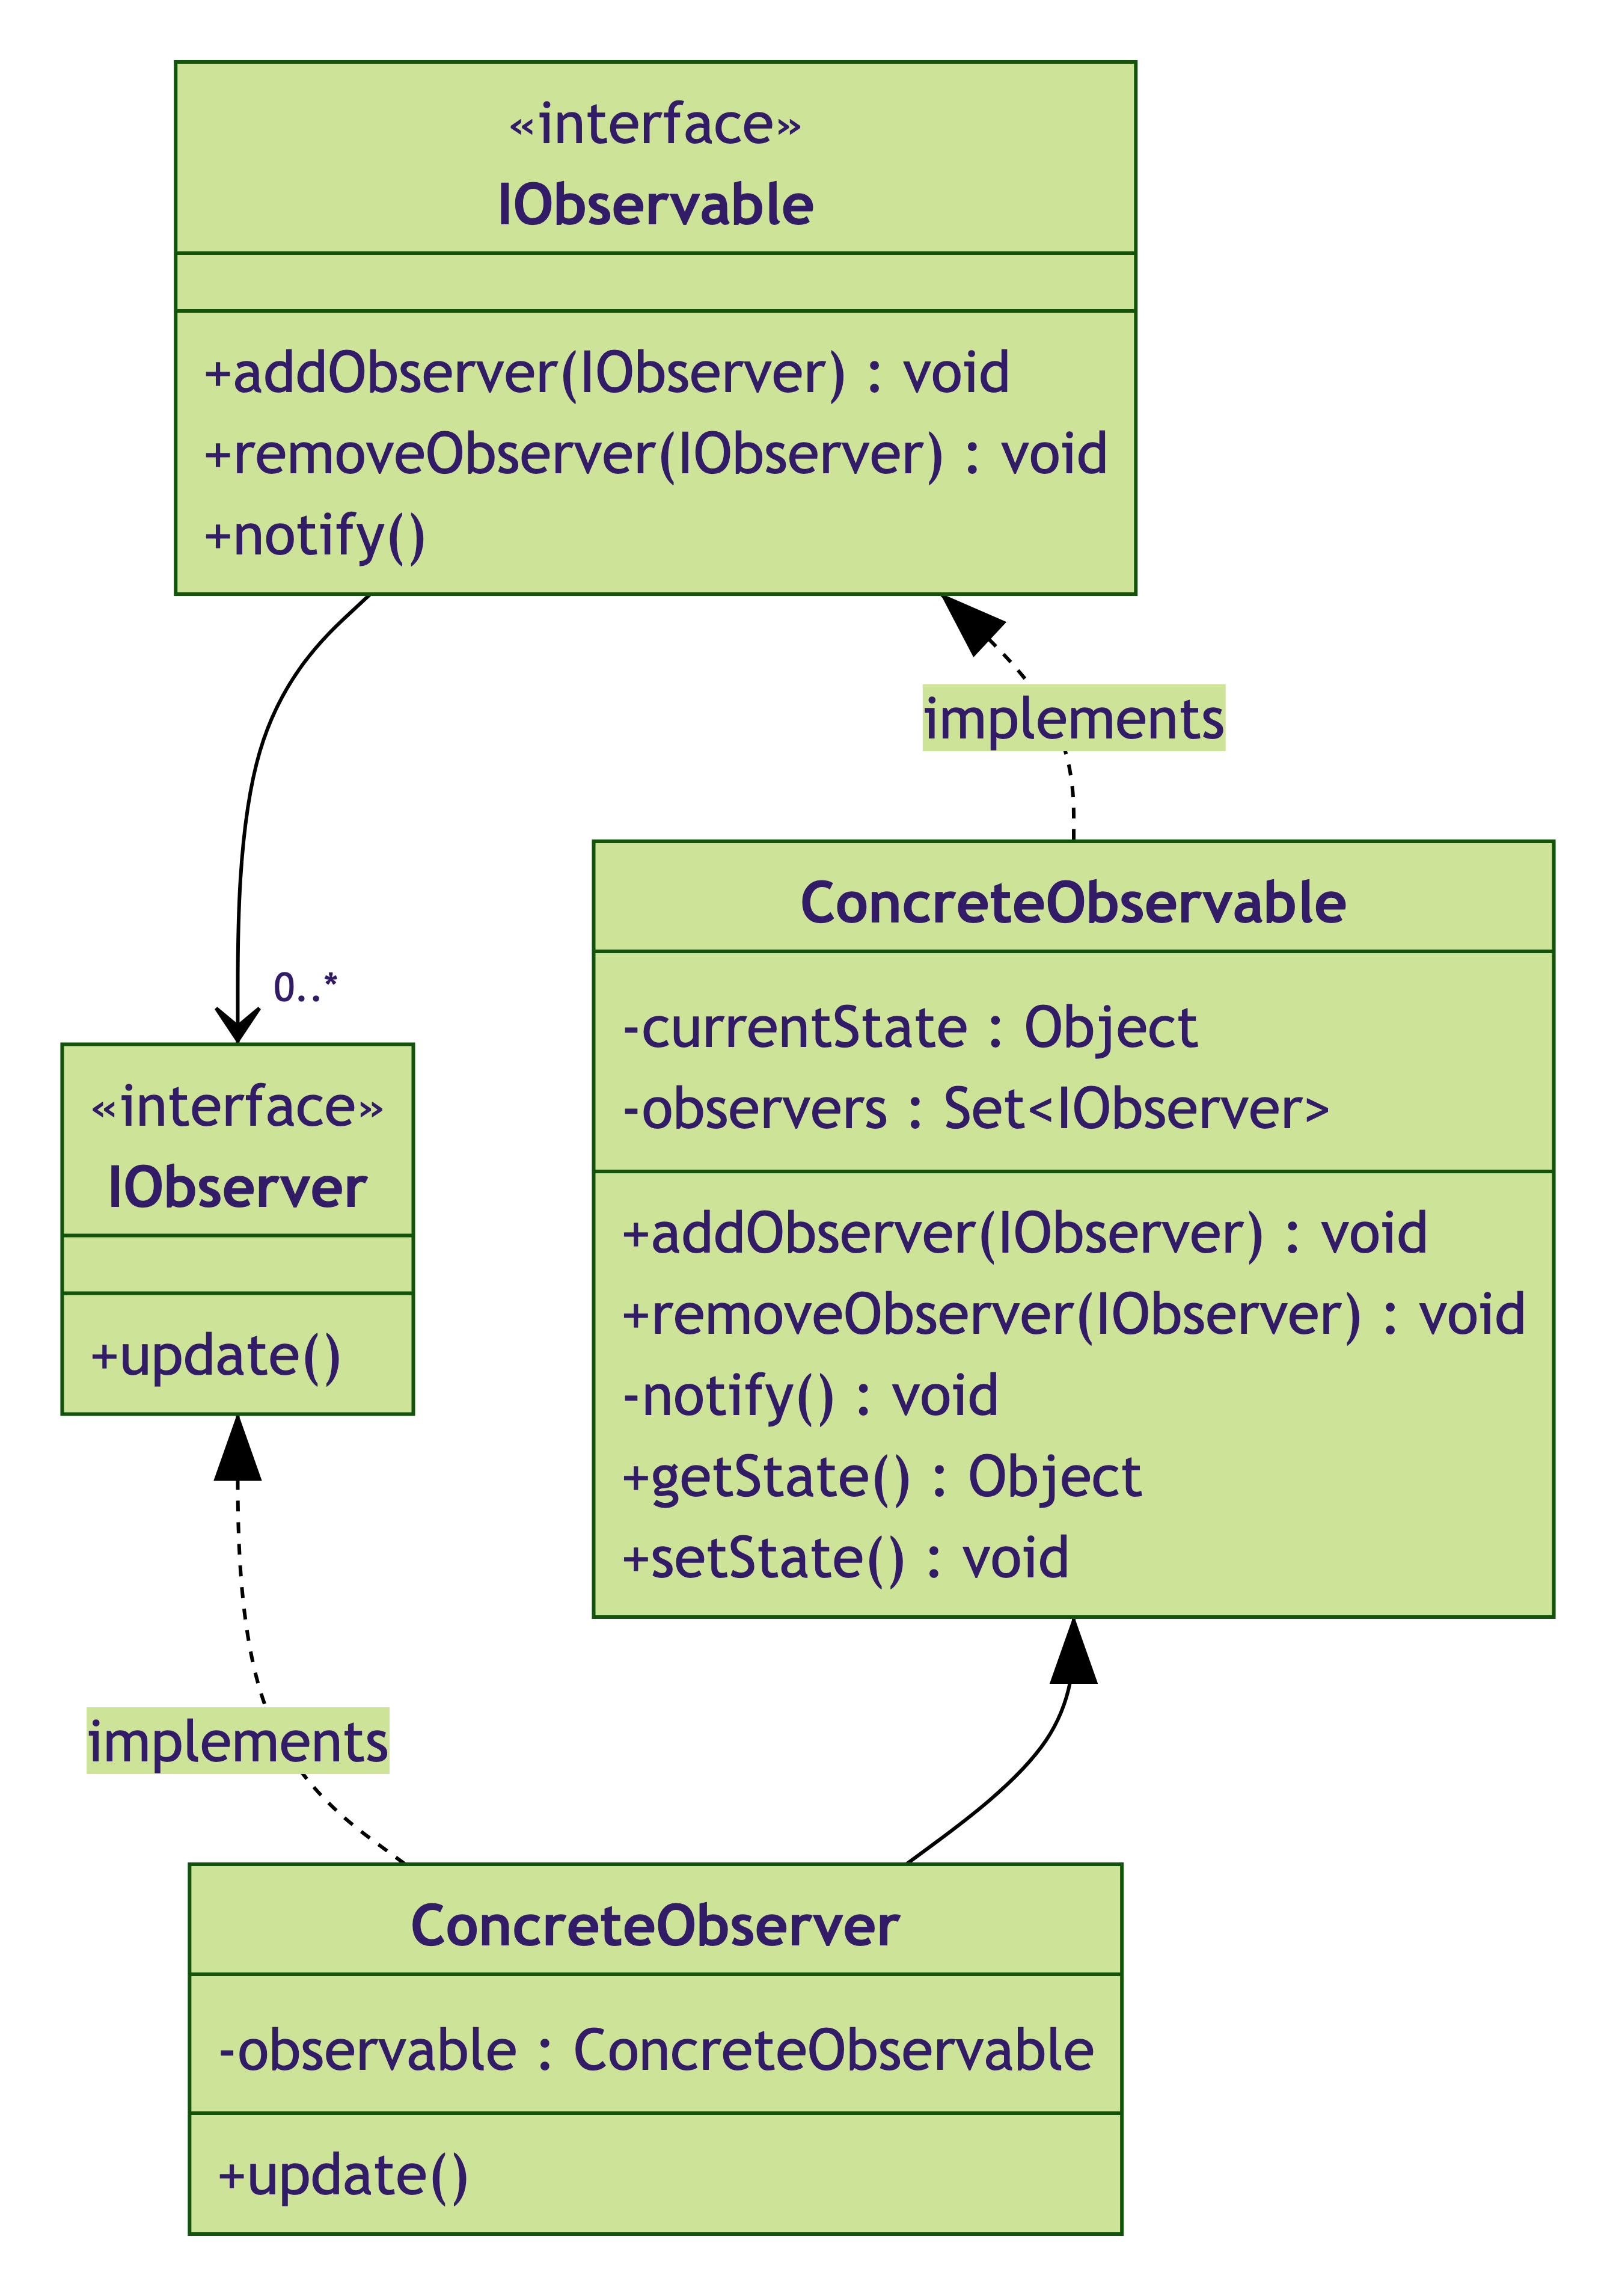 «interface»
IObservable
+addObserver(IObserver) : void
+removeObserver(IObserver) : void
+notify()
implements
ConcreteObservable
-currentState : Object
-observers : Set<IObserver>
+addObserver(IObserver) : void
+removeObserver(IObserver) : void
-notify() : void
+getState() : Object
+setState() : void
0..*
«interface»
IObserver
+update()
implements
ConcreteObserver
-observable : ConcreteObservable
+update()